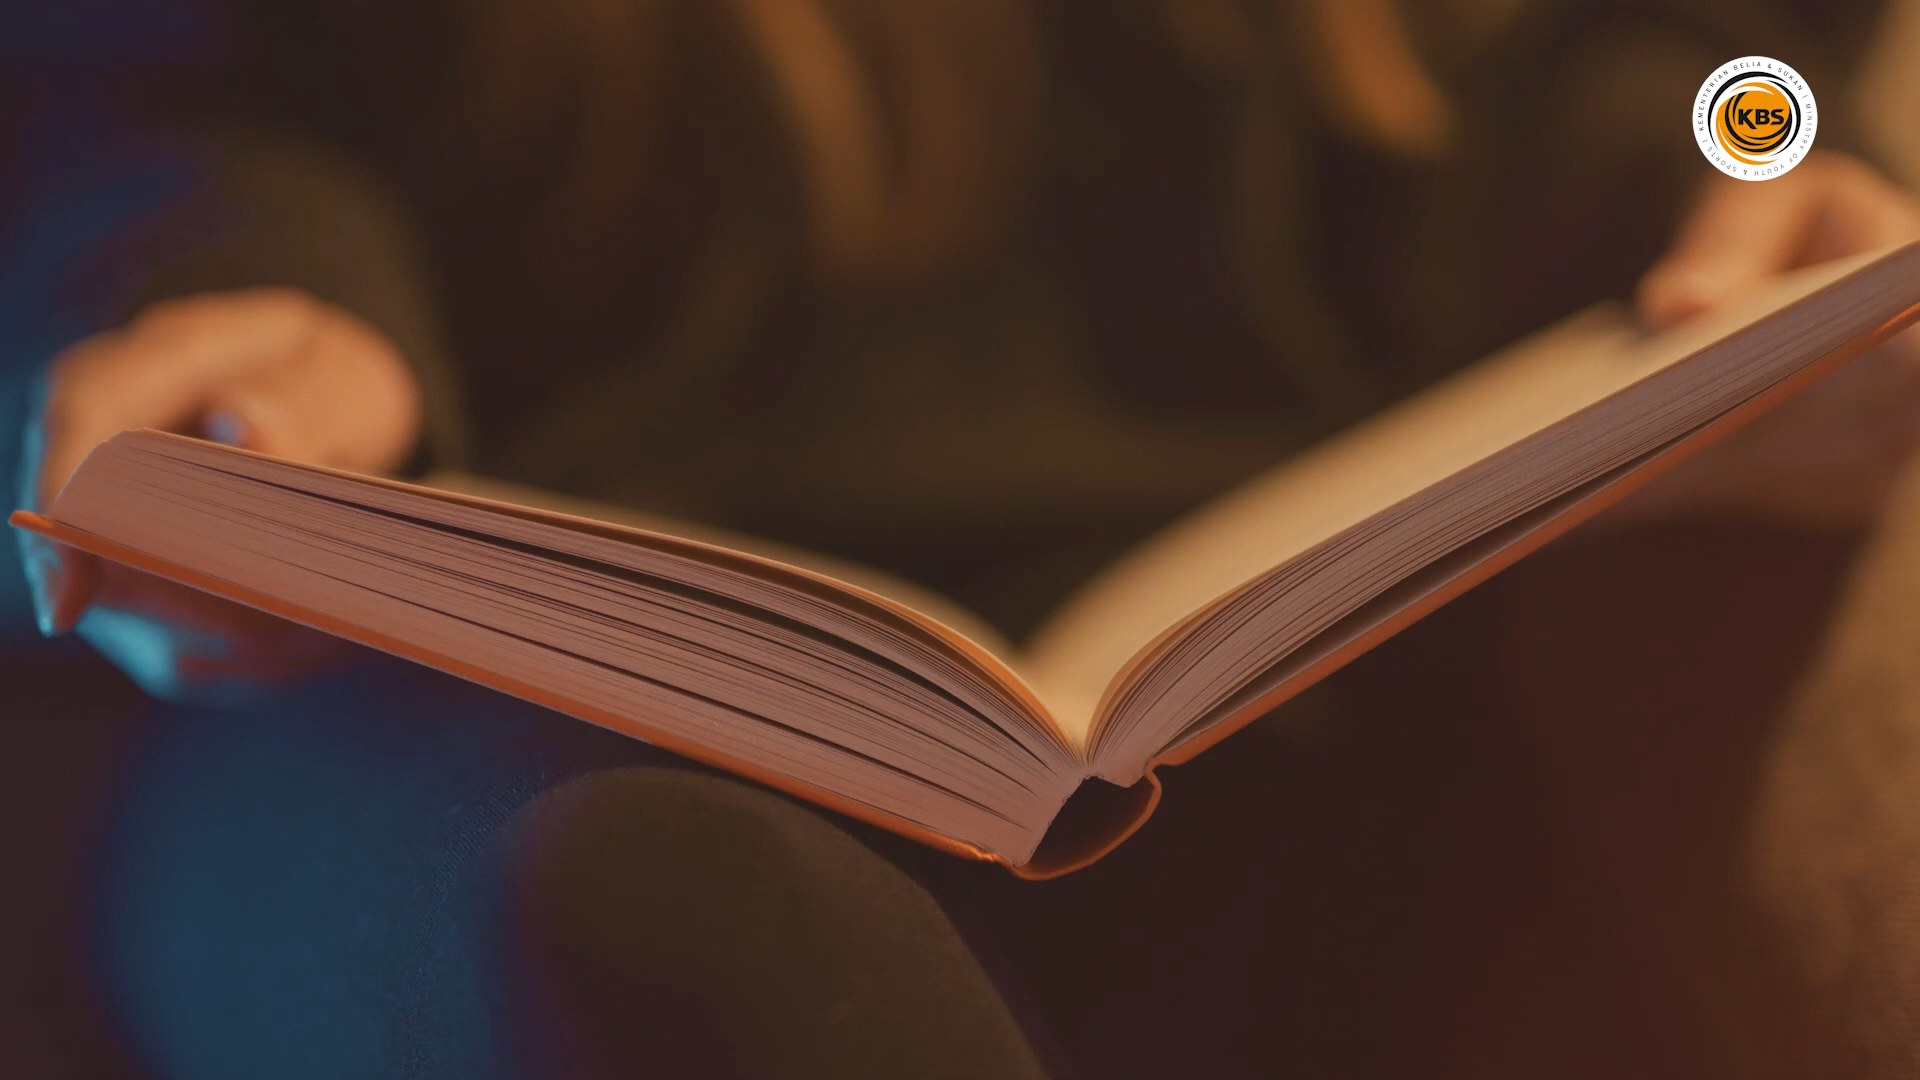 KEMENTERIAN BELIA & SUKAN | MINISTRY OF YOUTH & SPORTS |
KBS